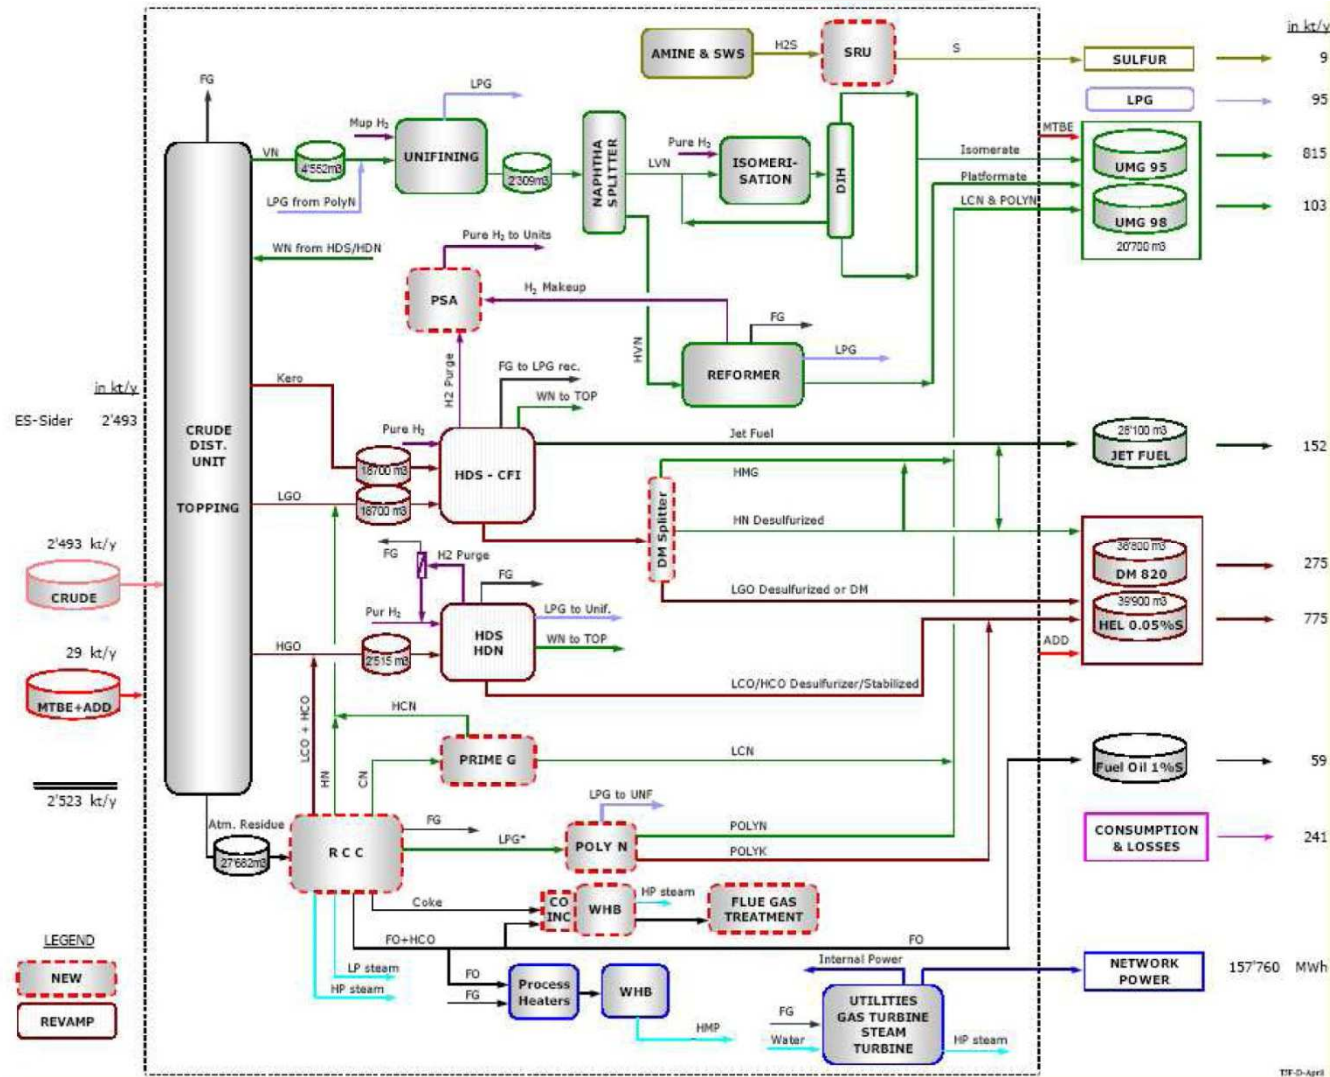 in kt/y
AMINE & SWS
H2S
SRU
S
SULFUR
9
FG
LPG
LPG
95
Mup H₂
MTBE
VN
4'552m3
UNIFINING
2'309m3
NAPHTHA
SPLITTER
Pure H₂
LVN
ISOMERI-
SATION
DIH
Isomerate
UMG 95
815
Platformate
LPG from PolyN
LCN & POLYN
UMG 98
103
20'700 m3
WN from HDS/HDN
Pure H₂ to Units
PSA
H₂ Makeup
FG
HVN
REFORMER
LPG
H2 Purge
FG to LPG rec.
WN to TOP
in kt/y
ES-Sider 2'493
Kero
CRUDE
DIST.
UNIT
TOPPING
Pure H₂
18700 m3
HDS - CFI
Jet Fuel
28'100 m3
JET FUEL
152
LGO
18700 m3
HMG
DM Splitter
HN Desulfurized
2'493 kt/y
CRUDE
FG
H2 Purge
FG
38'800 m3
DM 820
275
LGO Desulfurized or DM
39'900 m3
HEL 0.05%S
775
Pur H₂
HDS
HDN
LPG to Unif.
WN to TOP
ADD
29 kt/y
MTBE+ADD
HGO
2'515 m3
LCO/HCO Desulfurizer/Stabilized
LCO + HCO
HN
HCN
CN
PRIME G
LCN
Fuel Oil 1%S
59
2'523 kt/y
Atm. Residue
27'682m3
R C C
FG
LPG*
LPG to UNF
POLY N
POLYN
POLYK
CONSUMPTION
& LOSSES
241
Coke
CO
INC
WHB
HP steam
FLUE GAS
TREATMENT
FO+HCO
FO
LEGEND
NEW
REVAMP
LP steam
HP steam
FO
FG
Process
Heaters
WHB
HMP
Internal Power
NETWORK
POWER
157'760 MWh
FG
Water
UTILITIES
GAS TURBINE
STEAM
TURBINE
HP steam